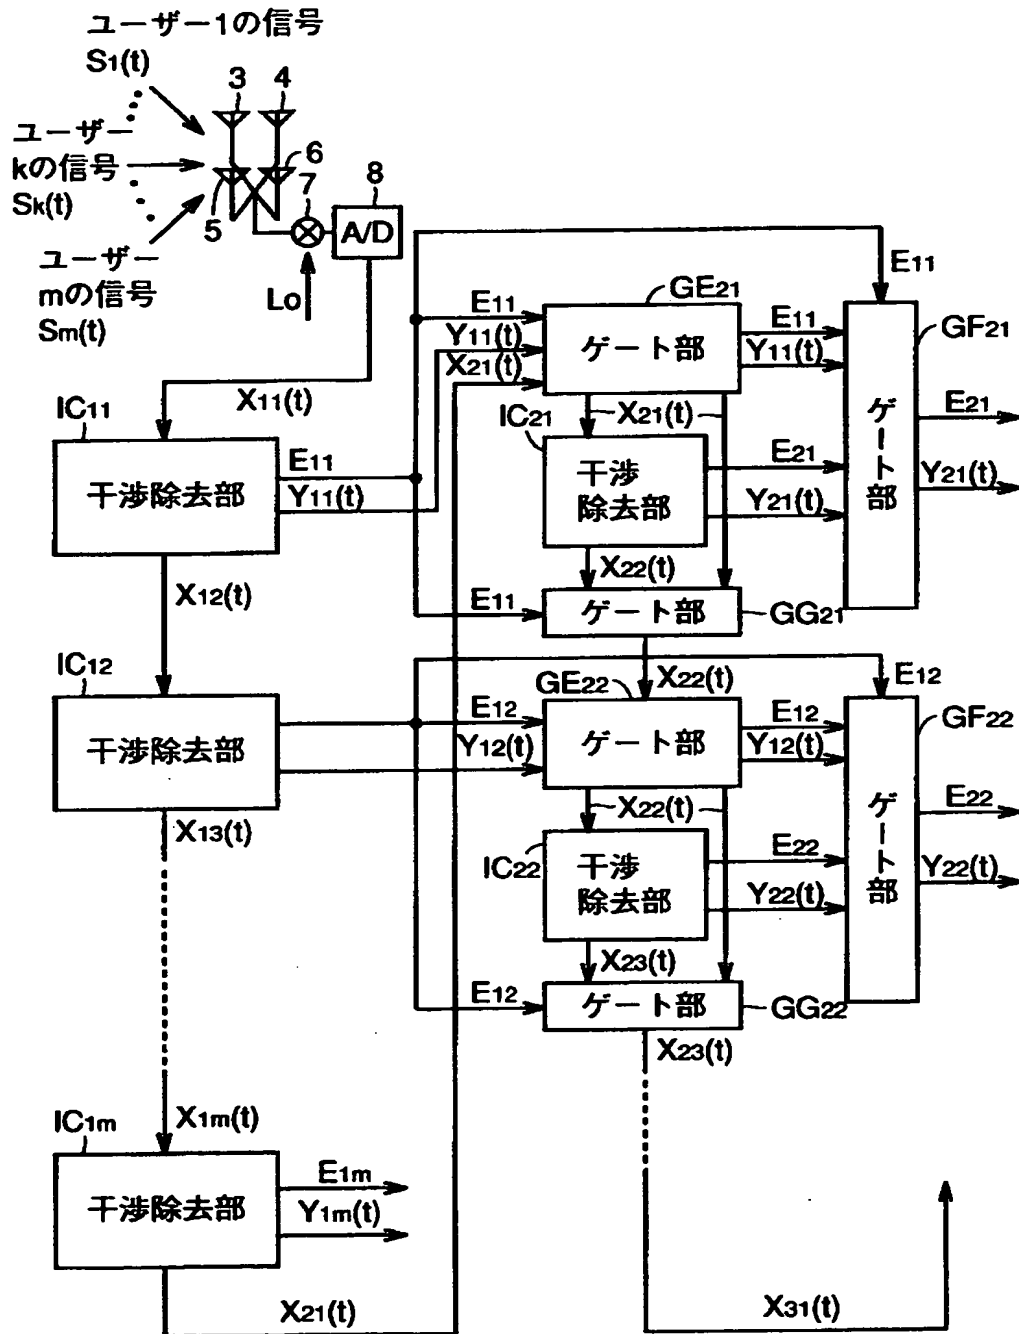 ユーザー1の信号
S1(t)
ユーザー
kの信号
Sk(t)
ユーザー
mの信号
Sm(t)
3
4
5
6
7
8
A/D
Lo
X11(t)
IC11
干渉除去部
E11
Y11(t)
X12(t)
IC12
干渉除去部
X13(t)
X1m(t)
IC1m
干渉除去部
E1m
Y1m(t)
X21(t)
E11
Y11(t)
X21(t)
GE21
ゲート部
E11
Y11(t)
E11
GF21
ゲート部
E21
Y21(t)
X21(t)
IC21
干渉
除去部
E21
Y21(t)
X22(t)
E11
ゲート部
GG21
X22(t)
GE22
E12
Y12(t)
ゲート部
E12
Y12(t)
E12
GF22
ゲート部
E22
Y22(t)
X22(t)
IC22
干渉
除去部
E22
Y22(t)
X23(t)
E12
ゲート部
GG22
X23(t)
X31(t)